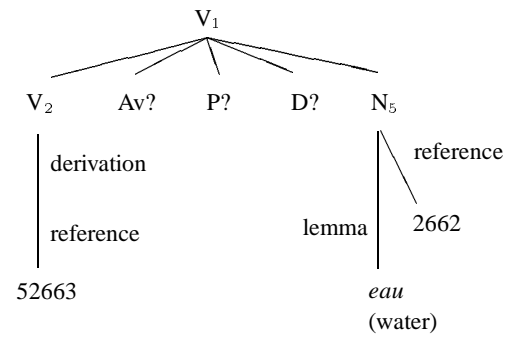 V₁
V₂ Av? P? D? N₅
derivation
reference
reference
lemma
2662
52663
eau
(water)